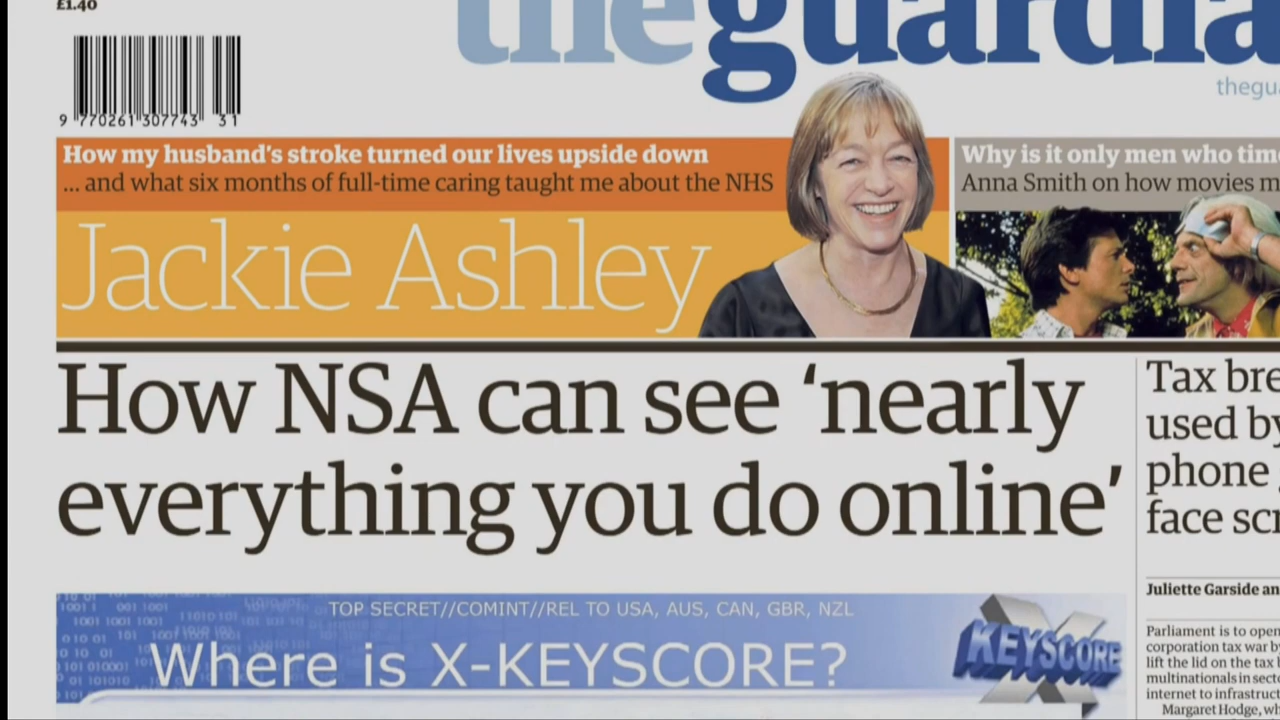 £1.40
theguardia
thegu
9 770261 307743 31
How my husband's stroke turned our lives upside down
... and what six months of full-time caring taught me about the NHS
Jackie Ashley
Why is it only men who tim
Anna Smith on how movies m
How NSA can see ‘nearly
everything you do online’
TOP SECRET//COMINT//REL TO USA, AUS, CAN, GBR, NZL
Where is X-KEYSCORE?
X KEYSCORE
Tax bre
used by
phone
face scr
Juliette Garside an
Parliament is to open
corporation tax war by
lift the lid on the tax
multinationals in secto
internet to infrastruct
Margaret Hodge, wh